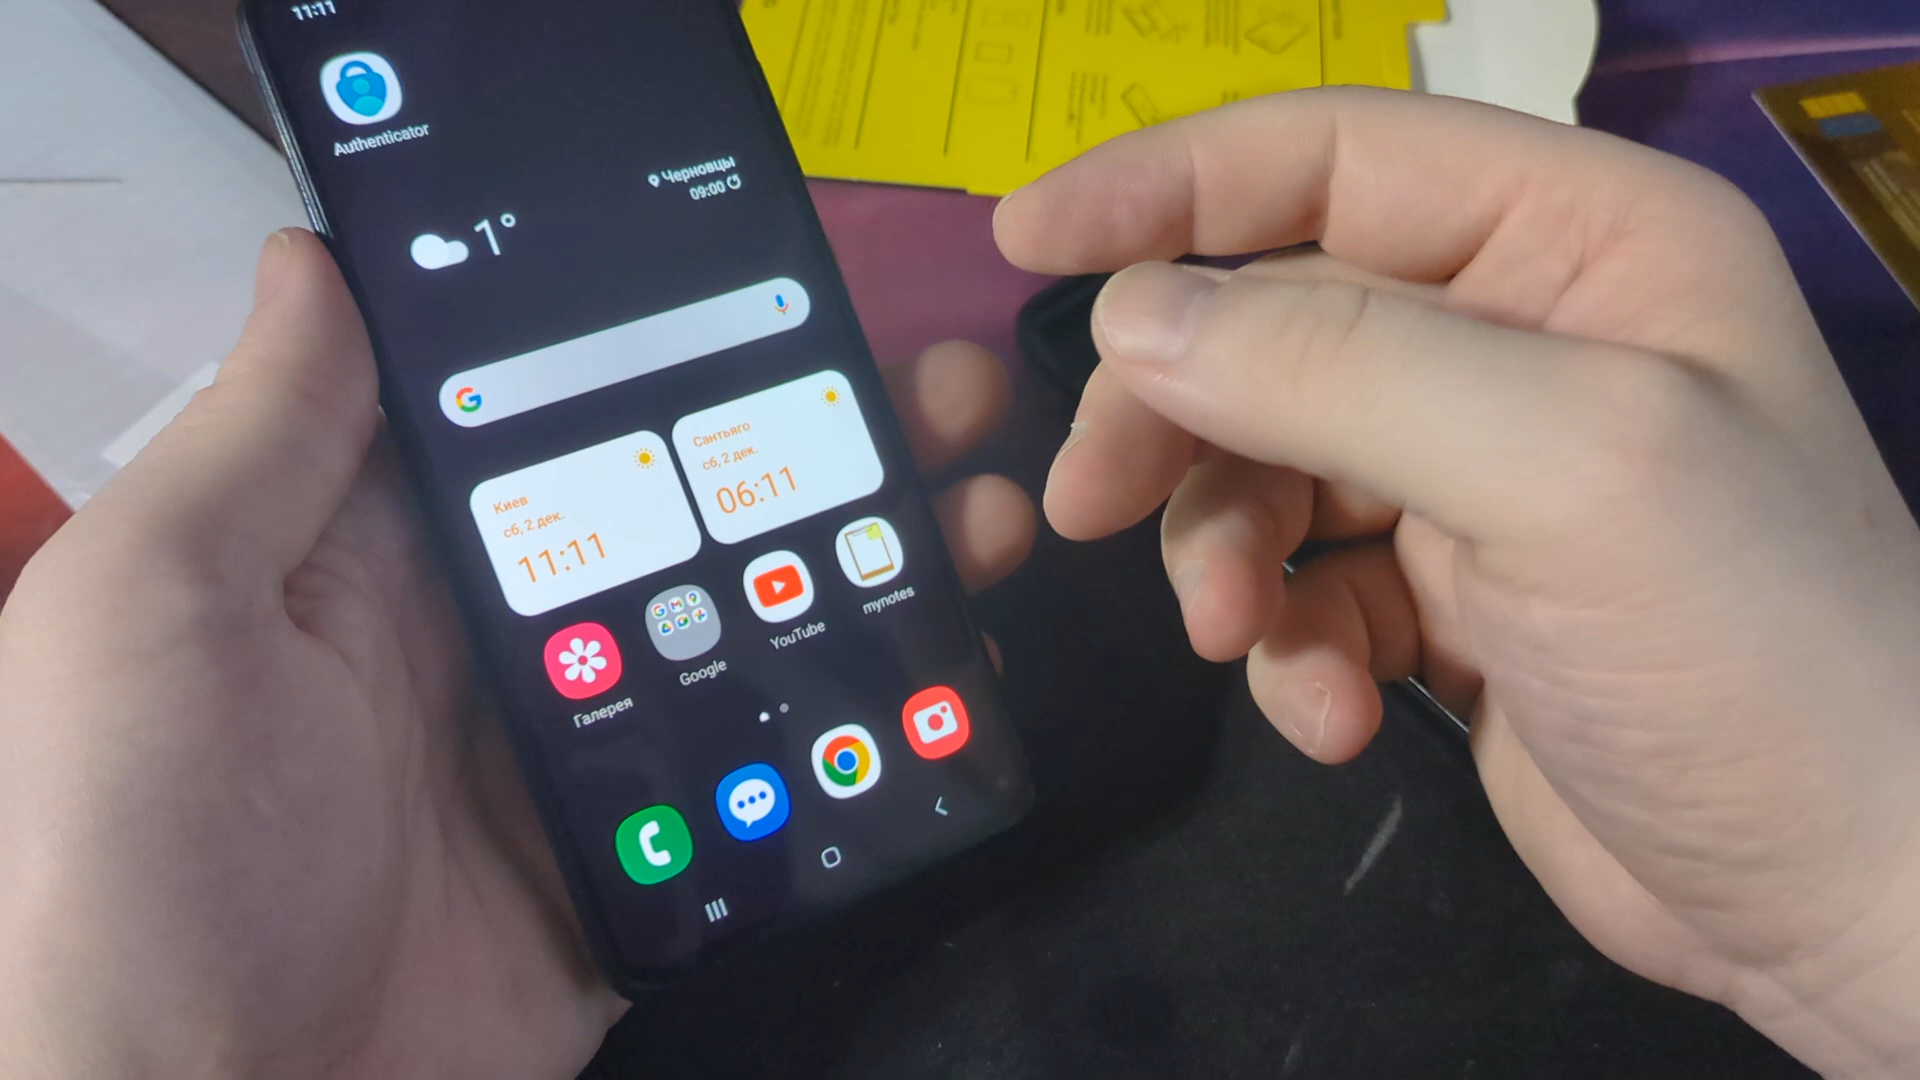 11:11
Authenticator
Черновцы
09:00
1°
Киев
сб, 2 дек.
11:11
Сантьяго
сб, 2 дек.
06:11
Галерея
Google
YouTube
mynotes